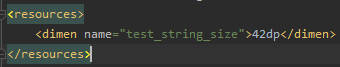 <resources>
<dimen name="test_string_size">42dp</dimen>
</resources>